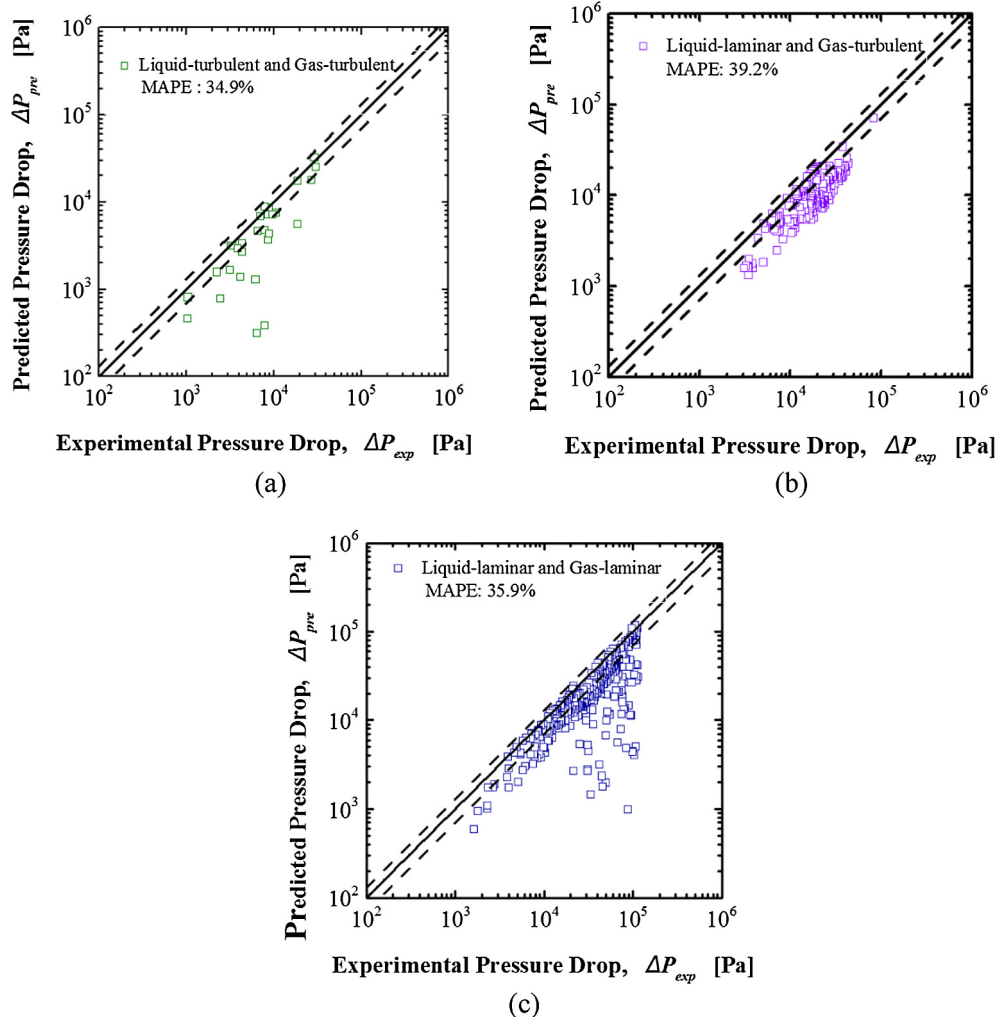 10^6
10^5
10^4
10^3
10^2
Predicted Pressure Drop, ΔP_pre [Pa]
Liquid-turbulent and Gas-turbulent
MAPE : 34.9%
10^2 10^3 10^4 10^5 10^6
Experimental Pressure Drop, ΔP_exp [Pa]
(a)
10^6
10^5
10^4
10^3
10^2
Predicted Pressure Drop, ΔP_pre [Pa]
Liquid-laminar and Gas-turbulent
MAPE: 39.2%
10^2 10^3 10^4 10^5 10^6
Experimental Pressure Drop, ΔP_exp [Pa]
(b)
10^6
10^5
10^4
10^3
10^2
Predicted Pressure Drop, ΔP_pre [Pa]
Liquid-laminar and Gas-laminar
MAPE: 35.9%
10^2 10^3 10^4 10^5 10^6
Experimental Pressure Drop, ΔP_exp [Pa]
(c)